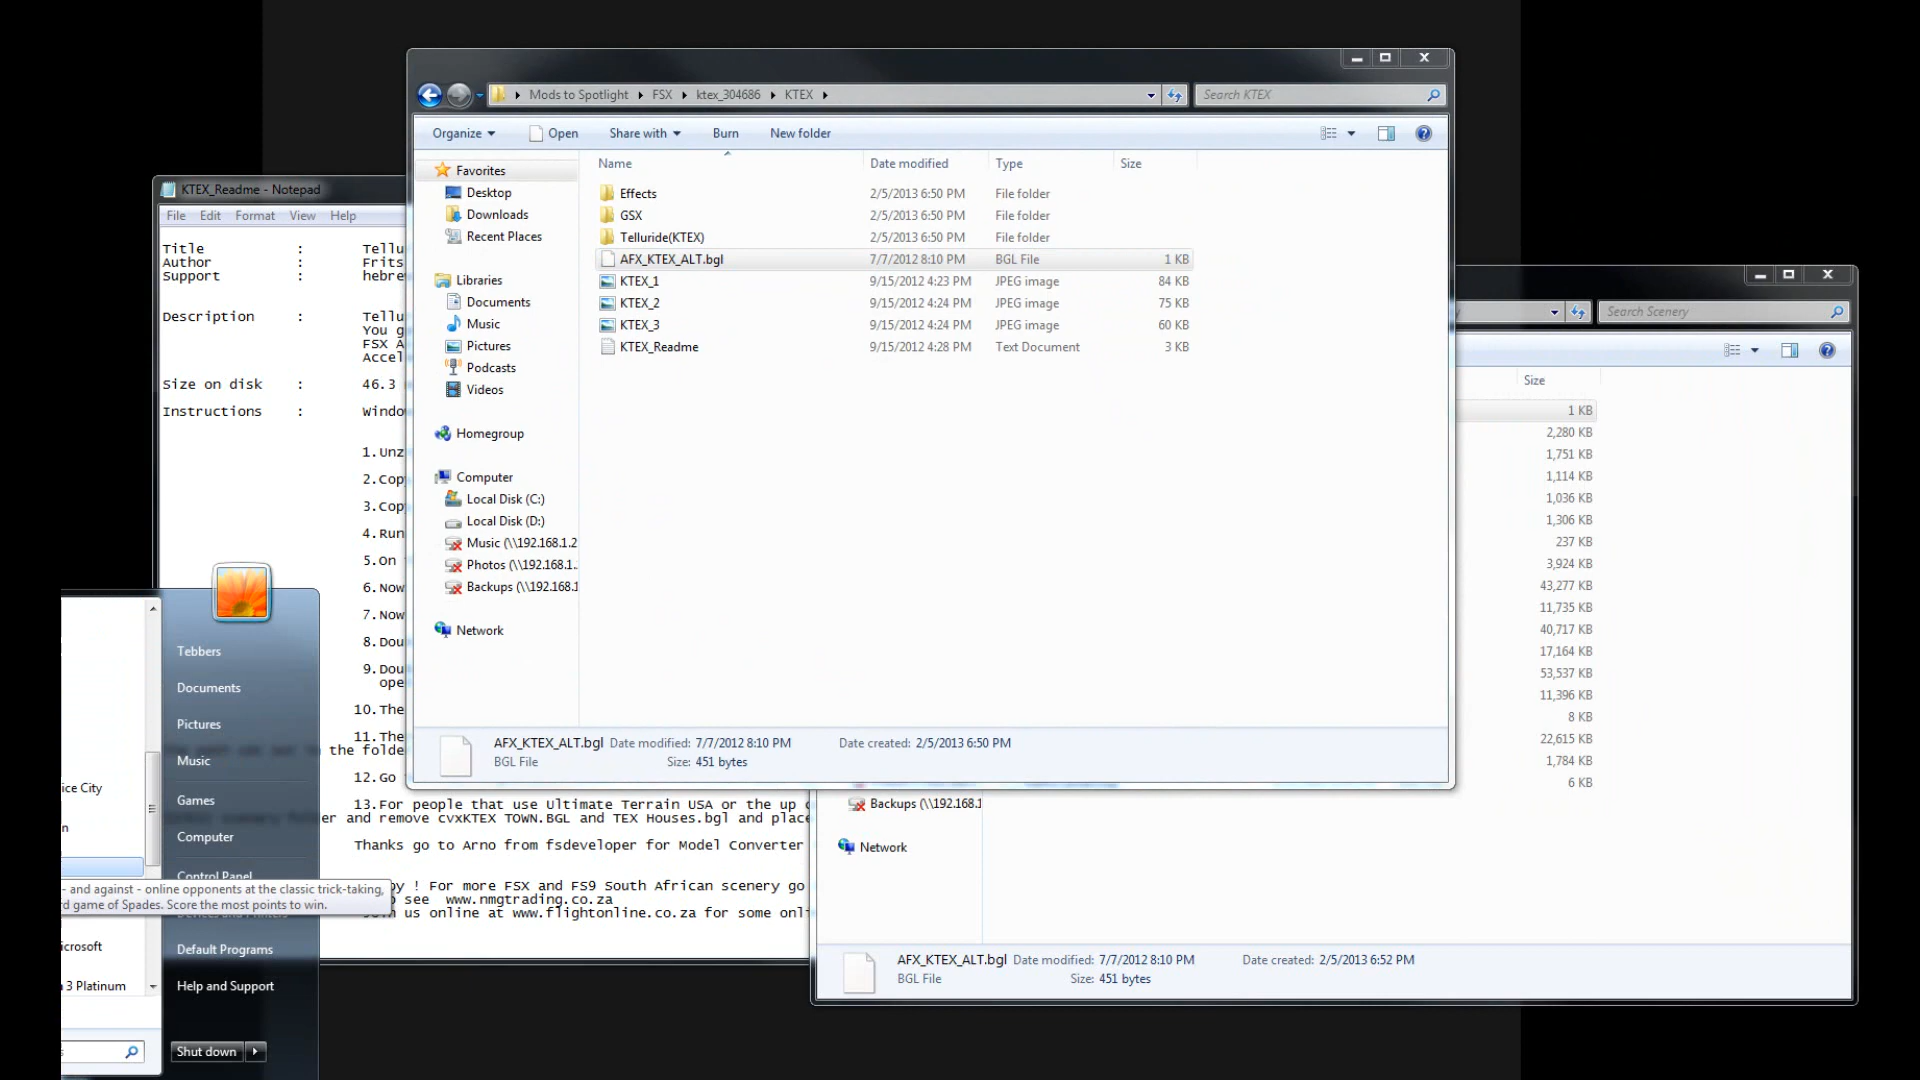 Mods to Spotlight FSX ktex_304686 KTEX
Search KTEX
Organize Open Share with Burn New folder
Name Date modified Type Size
Favorites
Desktop
Downloads
Recent Places
Libraries
Documents
Music
Pictures
Podcasts
Videos
Homegroup
Computer
Local Disk (C:)
Local Disk (D:)
Music (\\192.168.1.2
Photos (\\192.168.1.
Backups (\\192.168.1
Network
Effects 2/5/2013 6:50 PM File folder
GSX 2/5/2013 6:50 PM File folder
Telluride(KTEX) 2/5/2013 6:50 PM File folder
AFX_KTEX_ALT.bgl 7/7/2012 8:10 PM BGL File 1 KB
KTEX_1 9/15/2012 4:23 PM JPEG image 84 KB
KTEX_2 9/15/2012 4:24 PM JPEG image 75 KB
KTEX_3 9/15/2012 4:24 PM JPEG image 60 KB
KTEX_Readme 9/15/2012 4:28 PM Text Document 3 KB
AFX_KTEX_ALT.bgl Date modified: 7/7/2012 8:10 PM Date created: 2/5/2013 6:50 PM
BGL File Size: 451 bytes
KTEX_Readme - Notepad
File Edit Format View Help
Title : Tellu
Author : Frits
Support : hebre
Description : Tellu
You g
FSX A
Accel
Size on disk : 46.3
Instructions : Windo
1.Unz
2.Cop
3.Cop
4.Run
5.On
6.Now
7.Now
8.Dou
9.Dou
ope
10.The
11.The
the folde
12.Go
13.For people that use Ultimate Terrain USA or the up
er and remove cvxKTEX TOWN.BGL and TEX Houses.bgl and place
Thanks go to Arno from fsdeveloper for Model Converter
oy ! For more FSX and FS9 South African scenery go
o see www.nmgtrading.co.za
us online at www.flightonline.co.za for some onl
Search Scenery
Size
1 KB
2,280 KB
1,751 KB
1,114 KB
1,036 KB
1,306 KB
237 KB
3,924 KB
43,277 KB
11,735 KB
40,717 KB
17,164 KB
53,537 KB
11,396 KB
8 KB
22,615 KB
1,784 KB
6 KB
Backups (\\192.168.1
Network
AFX_KTEX_ALT.bgl Date modified: 7/7/2012 8:10 PM Date created: 2/5/2013 6:52 PM
BGL File Size: 451 bytes
Tebbers
Documents
Pictures
Music
Games
Computer
Control Panel
- and against - online opponents at the classic trick-taking,
rd game of Spades. Score the most points to win.
Devices and Printers
Default Programs
Help and Support
Shut down
ice City
n
icrosoft
3 Platinum